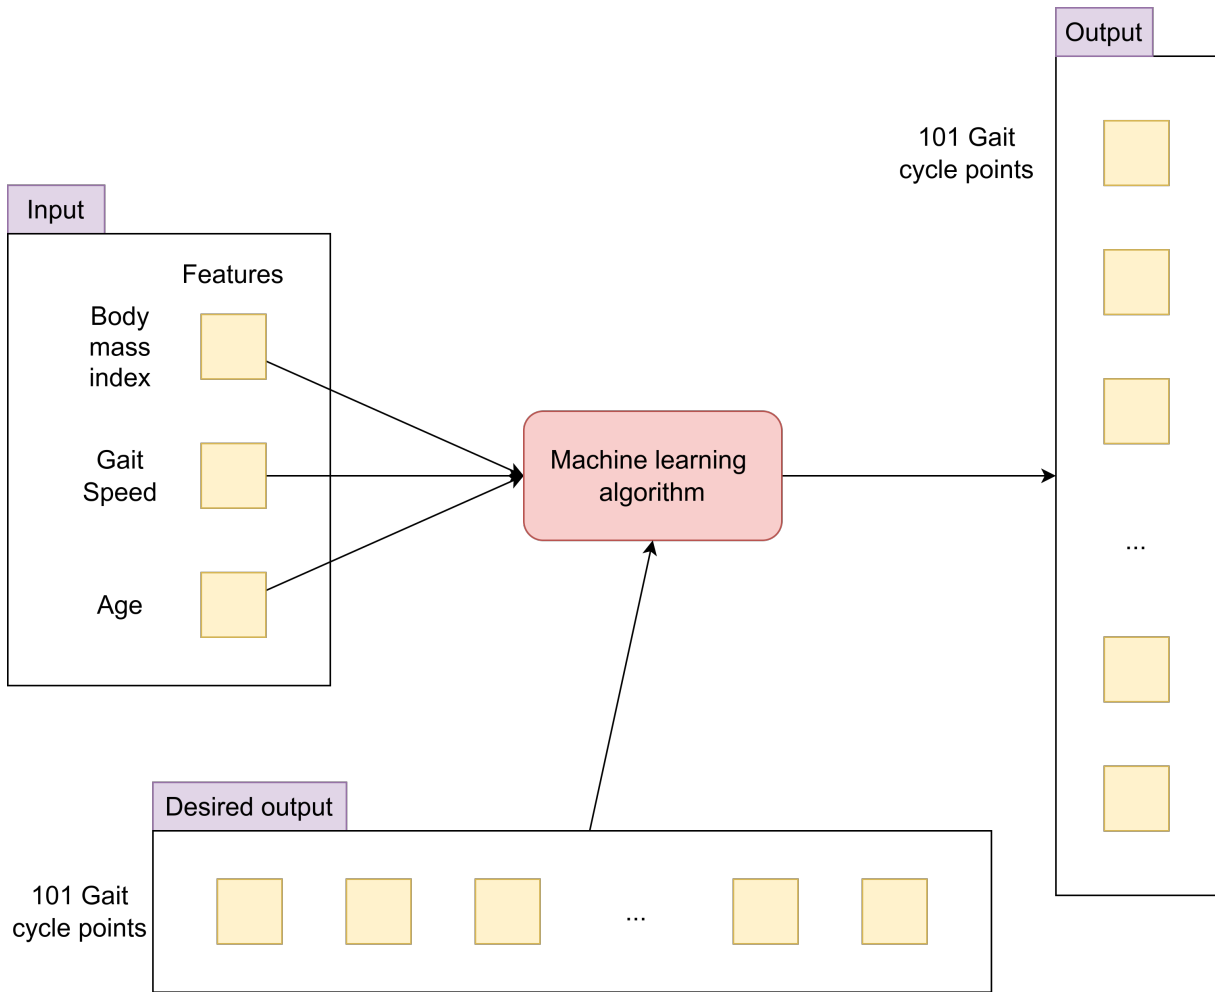 Output
101 Gait
cycle points
Input
Features
Body
mass
index
Gait
Speed
Age
Machine learning
algorithm
...
Desired output
101 Gait
cycle points
...